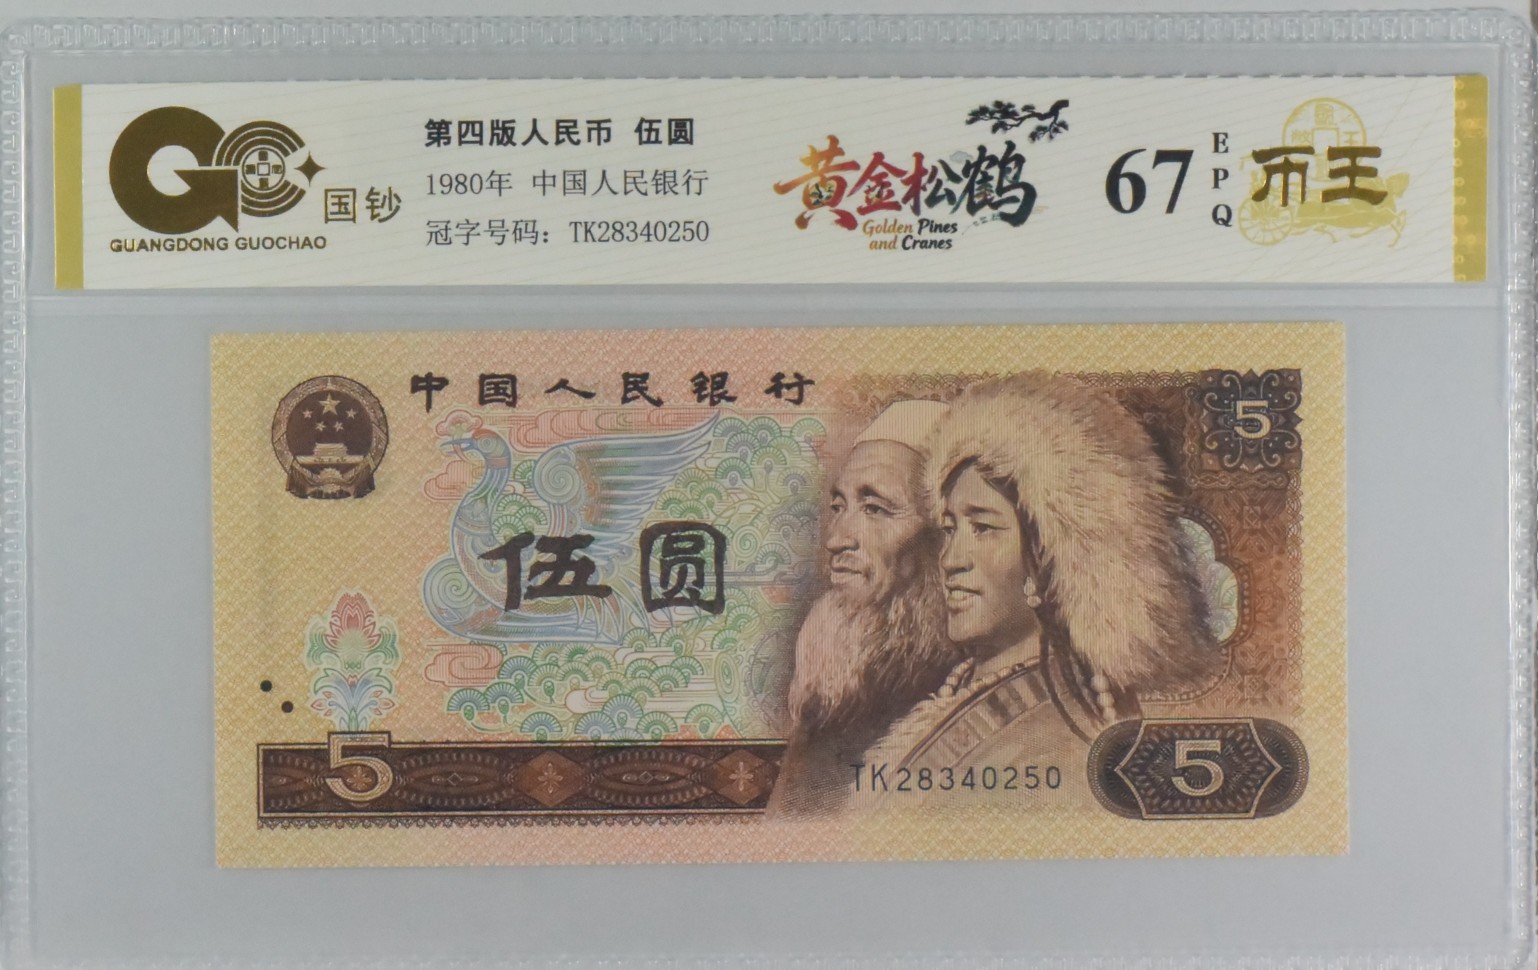 第四版人民币 伍圆
1980年 中国人民银行
冠字号码：TK28340250
国钞
GUANGDONG GUOCHAO
黄金松鹤
Golden Pines
and Cranes
67
EPQ
币王
中国人民银行
5
伍圆
5
TK28340250
5